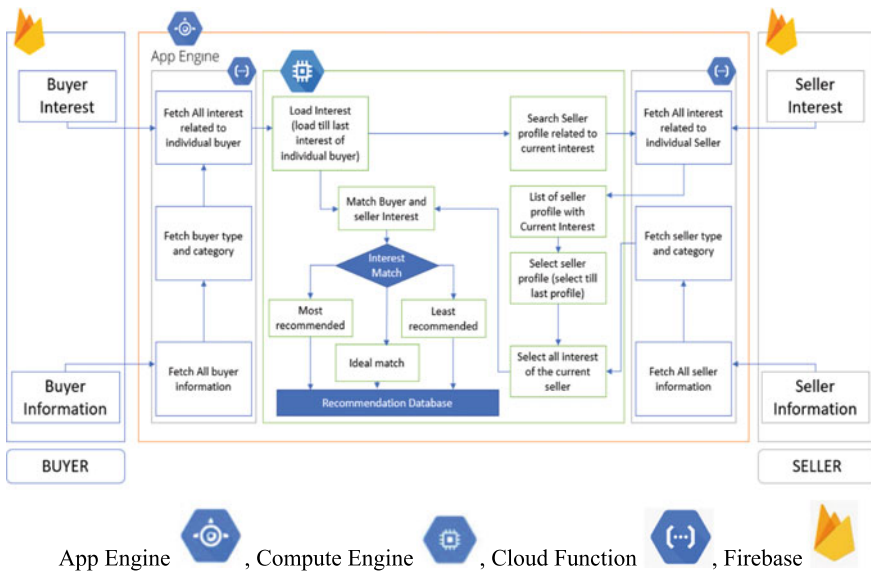 App Engine
Buyer
Interest
Fetch All interest
related to
individual buyer
Load Interest
(load till last
interest of
individual buyer)
Search Seller
profile related to
current interest
Fetch All interest
related to
individual Seller
Seller
Interest
Match Buyer and
seller Interest
List of seller
profile with
Current Interest
Fetch buyer type
and category
Fetch seller type
and category
Interest
Match
Select seller
profile (select till
last profile)
Most
recommended
Least
recommended
Ideal match
Select all interest
of the current
seller
Fetch All buyer
information
Fetch All seller
information
Buyer
Information
Seller
Information
Recommendation Database
BUYER
SELLER
App Engine , Compute Engine , Cloud Function , Firebase